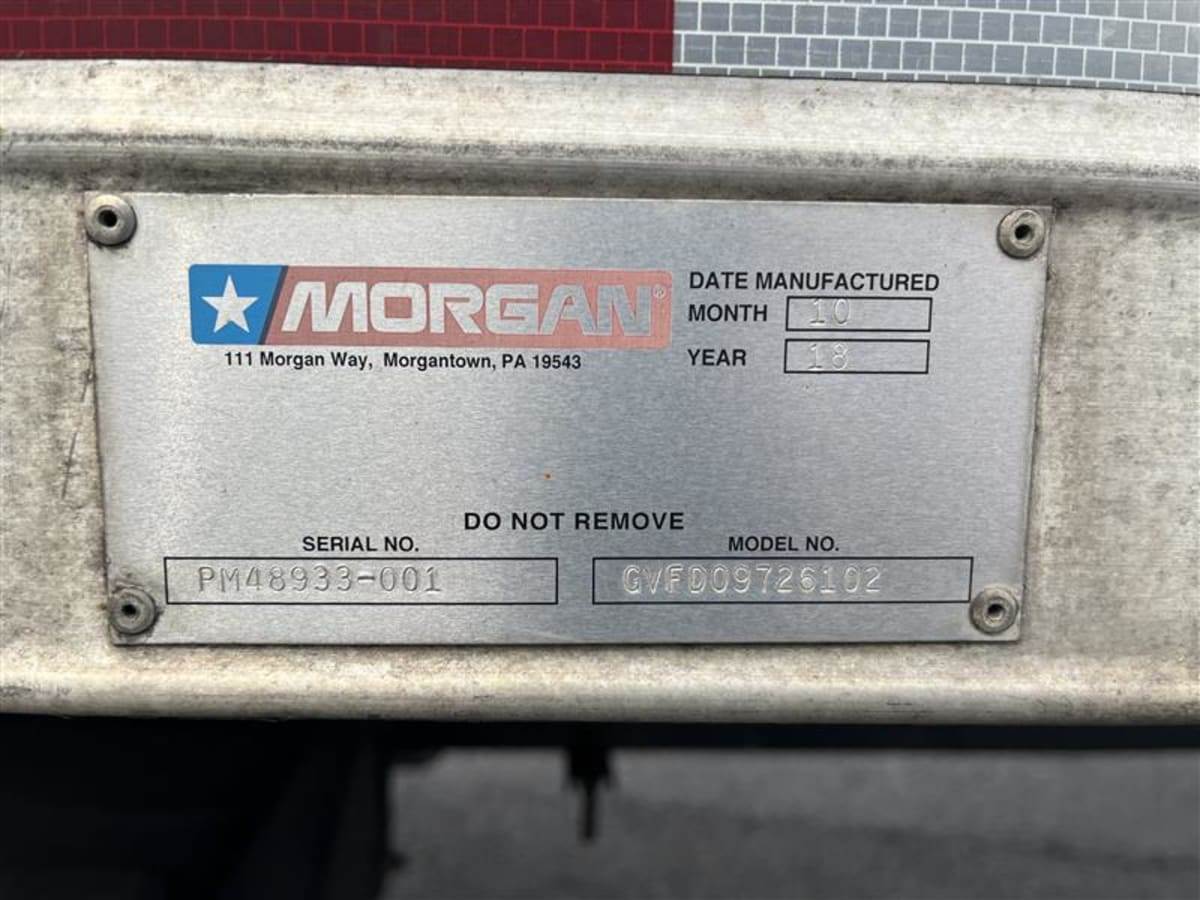 MORGAN®
111 Morgan Way, Morgantown, PA 19543
DATE MANUFACTURED
MONTH 10
YEAR 18
DO NOT REMOVE
SERIAL NO. MODEL NO.
PM48933-001 GVFD09726102